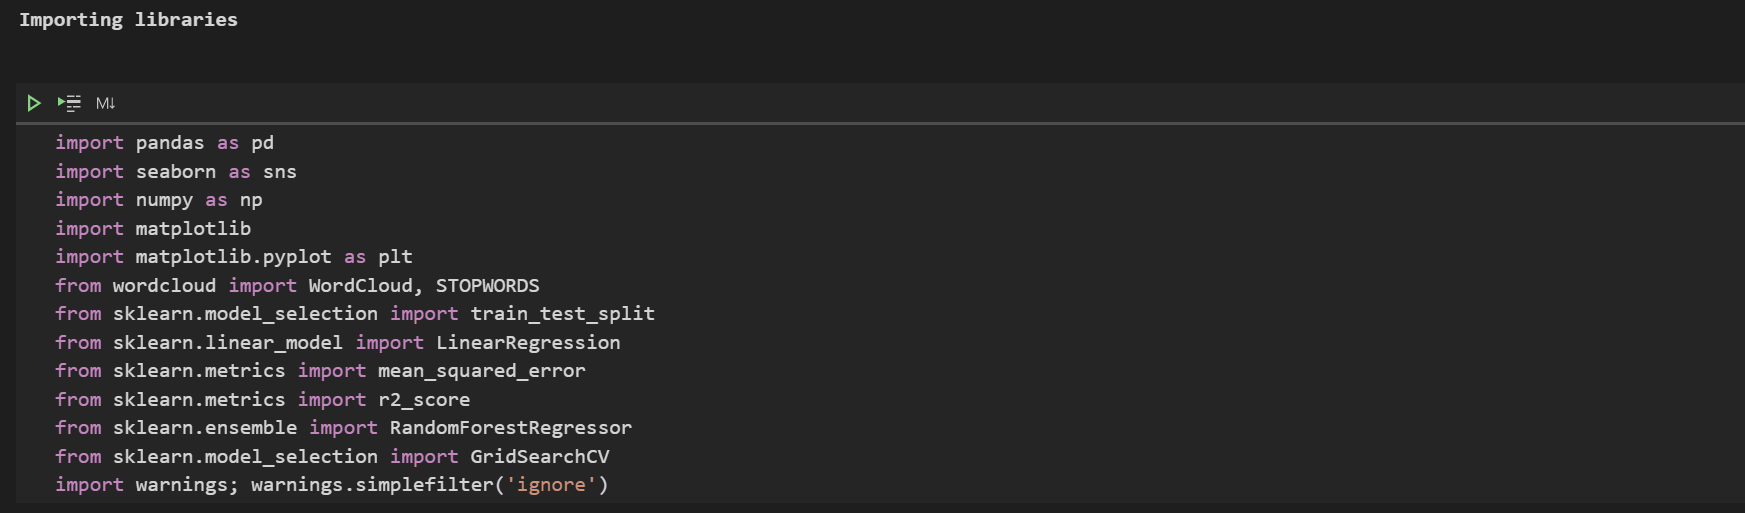 Importing libraries
M↓
import pandas as pd
import seaborn as sns
import numpy as np
import matplotlib
import matplotlib.pyplot as plt
from wordcloud import WordCloud, STOPWORDS
from sklearn.model_selection import train_test_split
from sklearn.linear_model import LinearRegression
from sklearn.metrics import mean_squared_error
from sklearn.metrics import r2_score
from sklearn.ensemble import RandomForestRegressor
from sklearn.model_selection import GridSearchCV
import warnings; warnings.simplefilter('ignore')